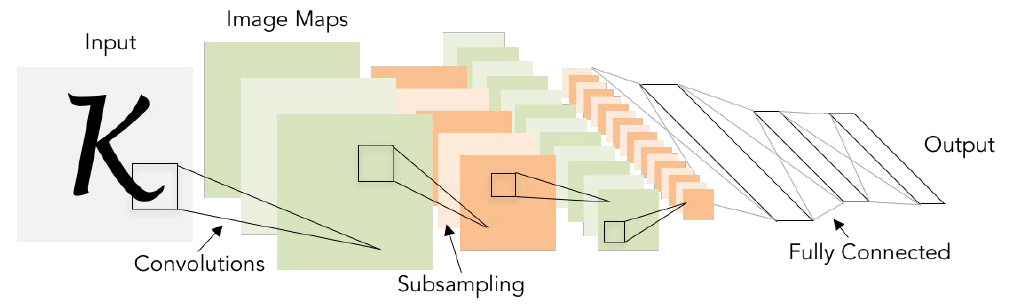 Image Maps
Input
K
Output
Fully Connected
Convolutions
Subsampling